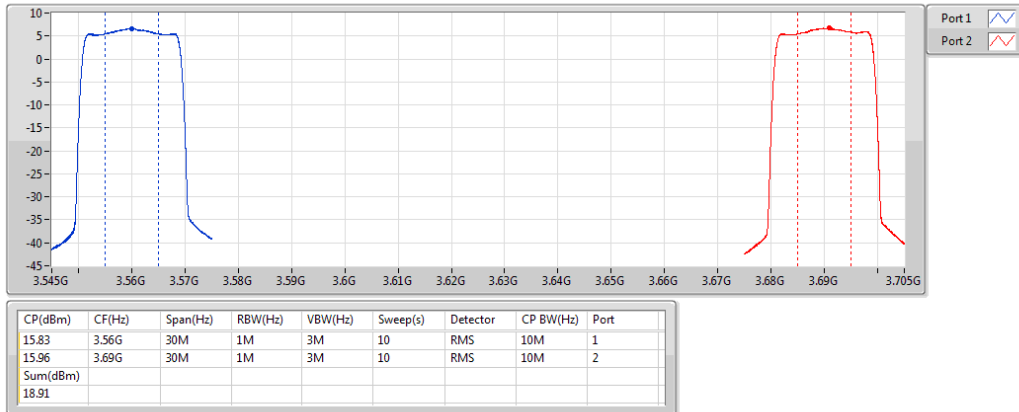 10
5
0
-5
-10
-15
-20
-25
-30
-35
-40
-45
3.545G 3.56G 3.57G 3.58G 3.59G 3.6G 3.61G 3.62G 3.63G 3.64G 3.65G 3.66G 3.67G 3.68G 3.69G 3.705G
Port 1
Port 2
CP(dBm) CF(Hz) Span(Hz) RBW(Hz) VBW(Hz) Sweep(s) Detector CP BW(Hz) Port
15.83 3.56G 30M 1M 3M 10 RMS 10M 1
15.96 3.69G 30M 1M 3M 10 RMS 10M 2
Sum(dBm)
18.91